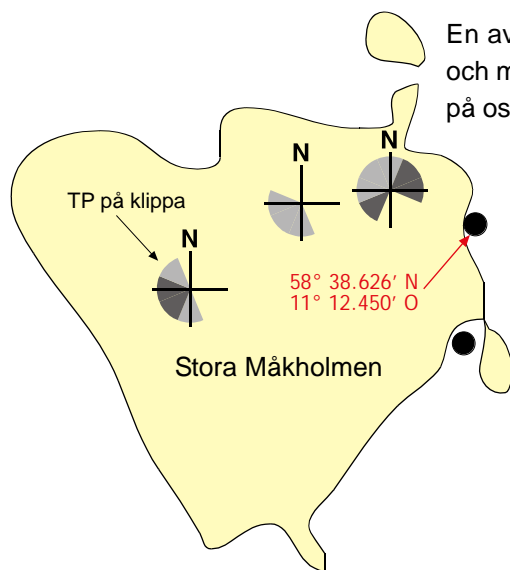 En av
och m
på os
N
N
TP på klippa
N
58° 38.626' N
11° 12.450' O
Stora Måkholmen